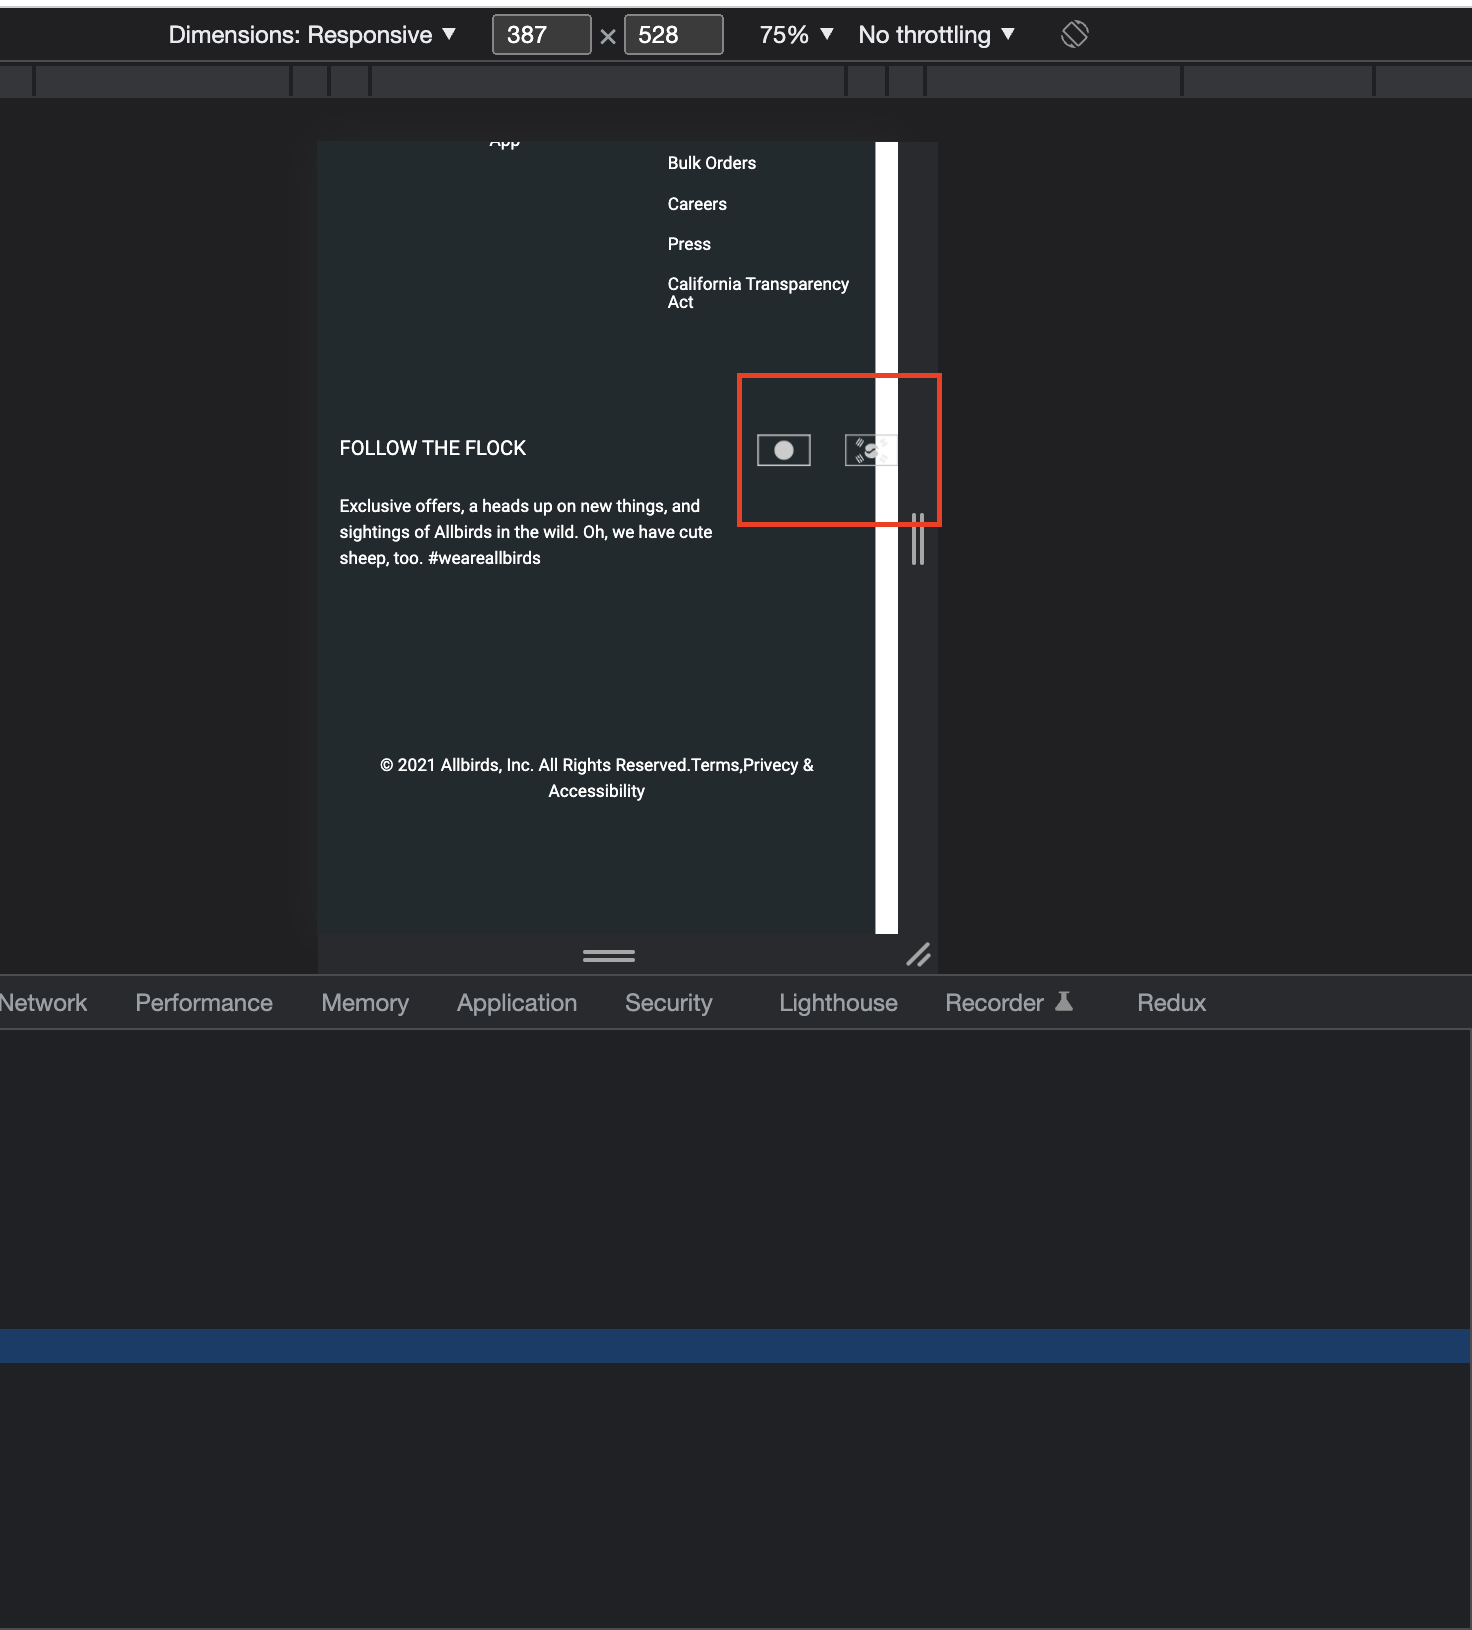 Dimensions: Responsive ▼ 387 × 528 75% ▼ No throttling ▼
App
Bulk Orders
Careers
Press
California Transparency
Act
FOLLOW THE FLOCK
Exclusive offers, a heads up on new things, and
sightings of Allbirds in the wild. Oh, we have cute
sheep, too. #weareallbirds
© 2021 Allbirds, Inc. All Rights Reserved.Terms,Privecy &
Accessibility
Network Performance Memory Application Security Lighthouse Recorder Redux